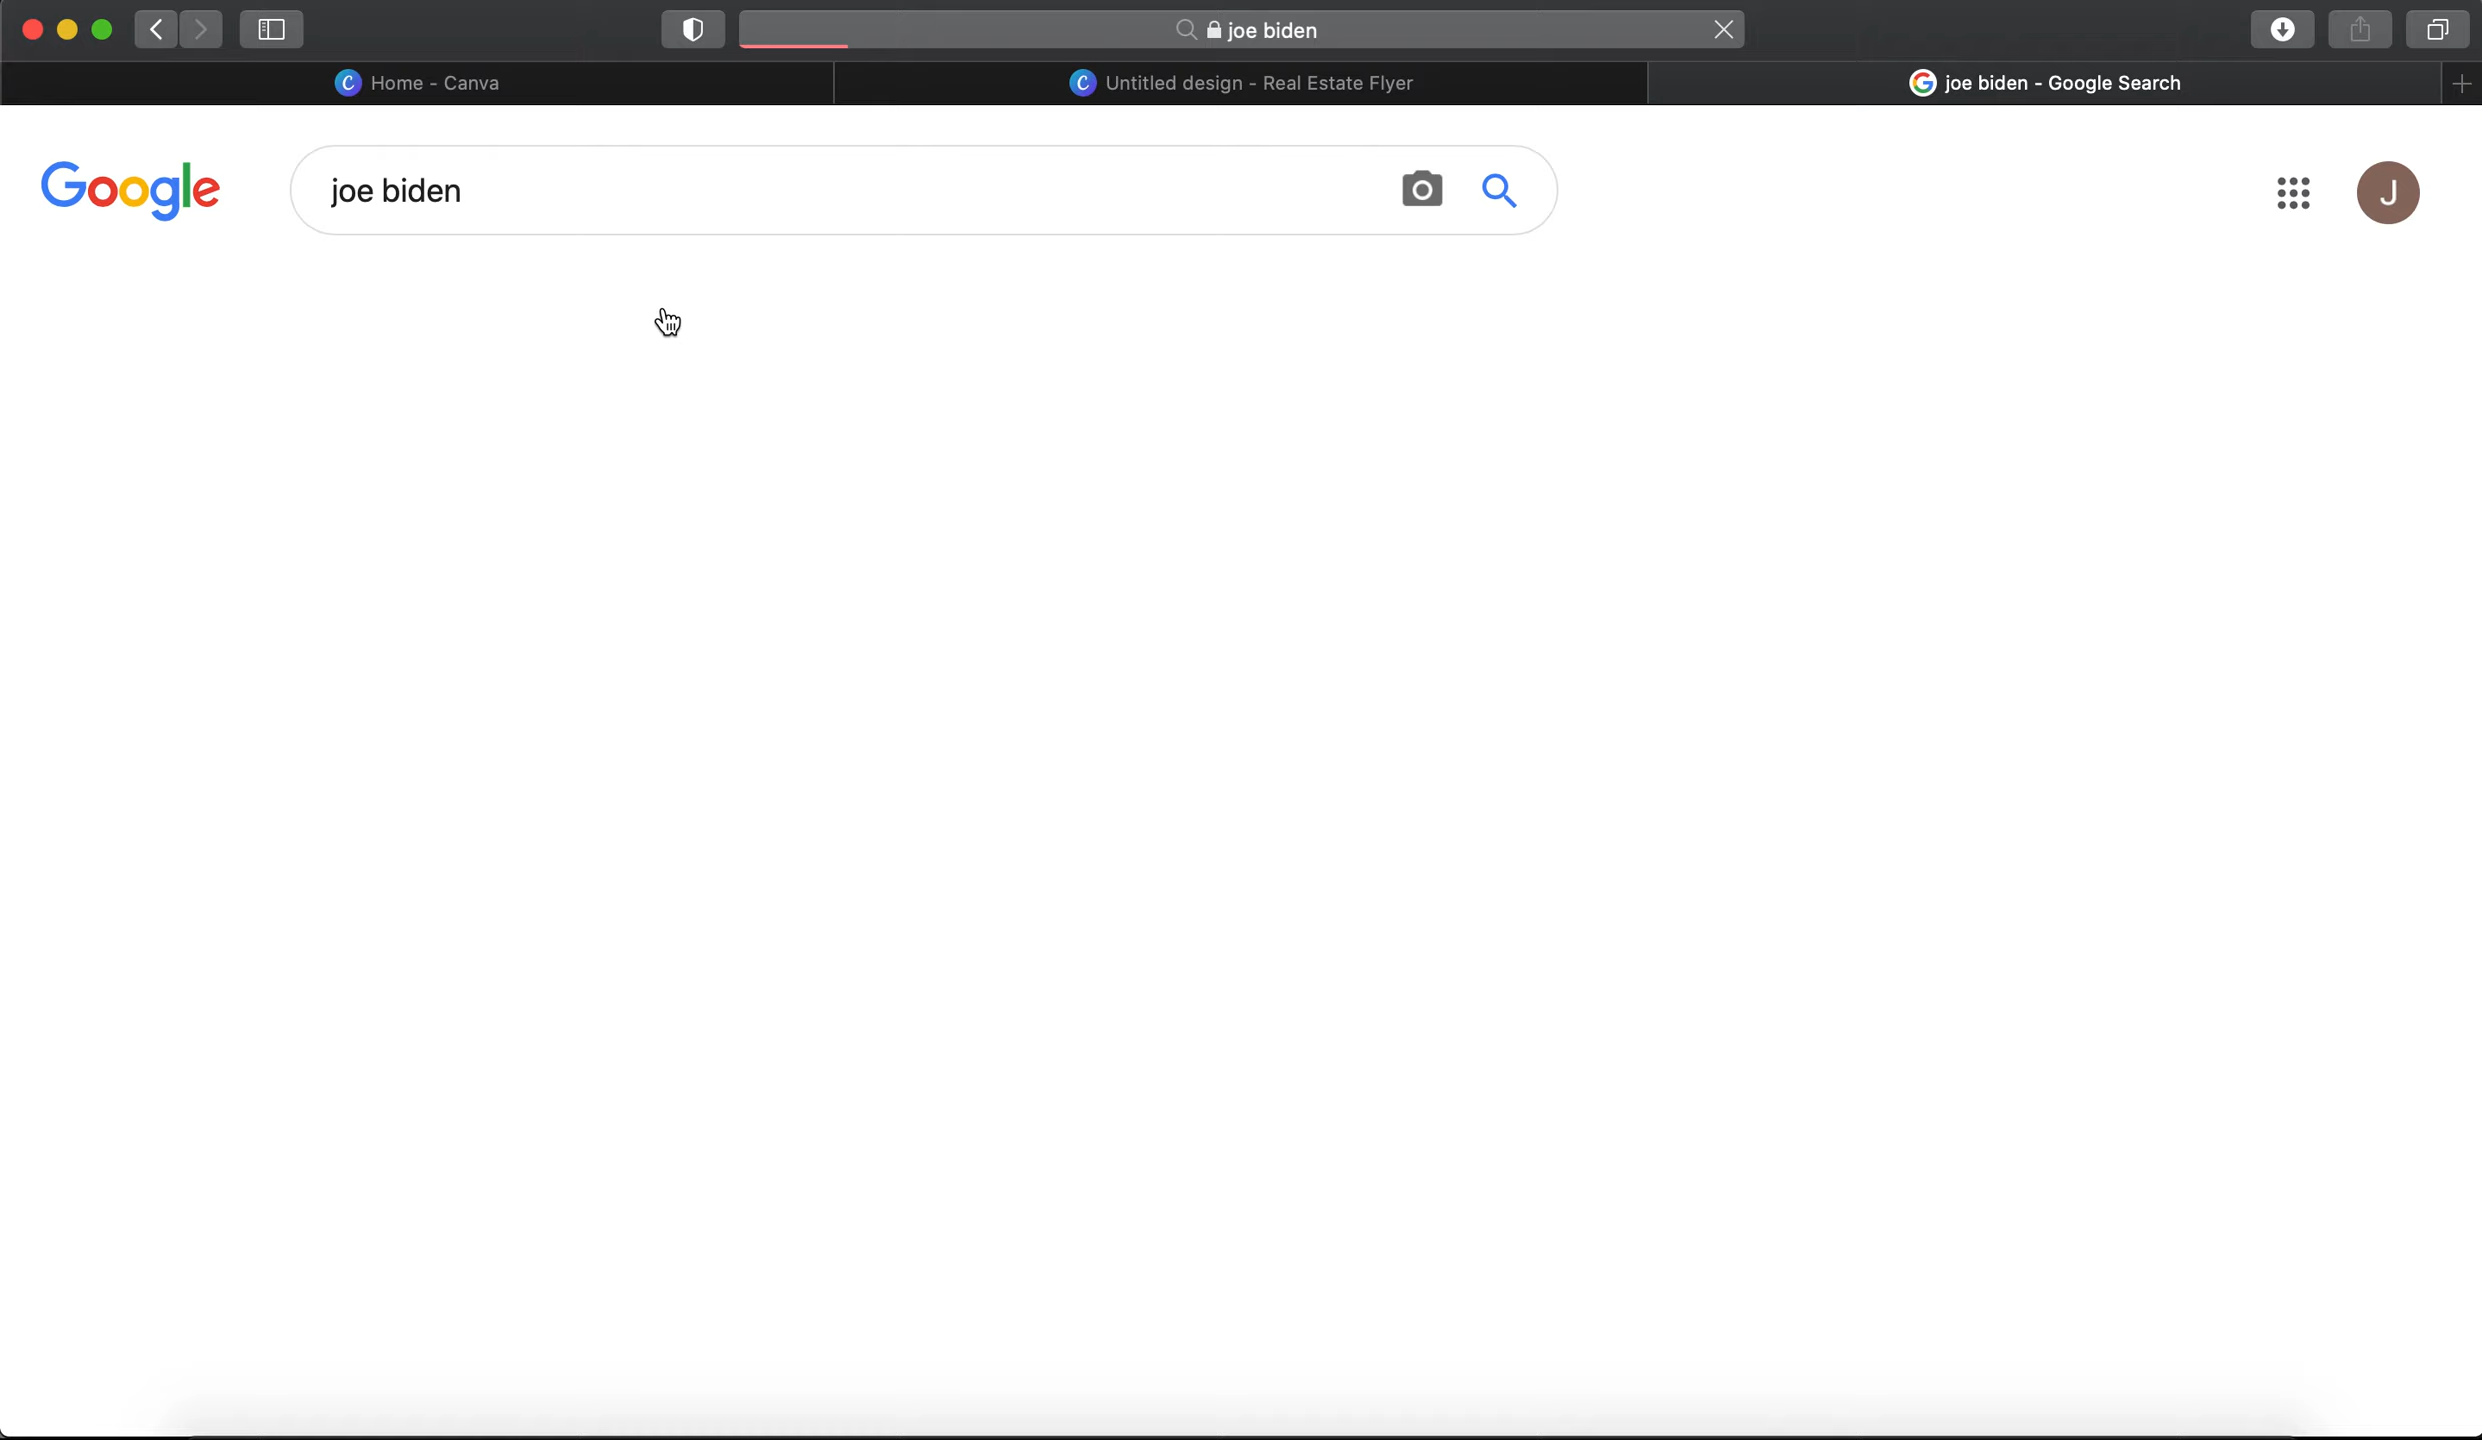 joe biden
Home - Canva
Untitled design - Real Estate Flyer
joe biden - Google Search
Google
joe biden
J